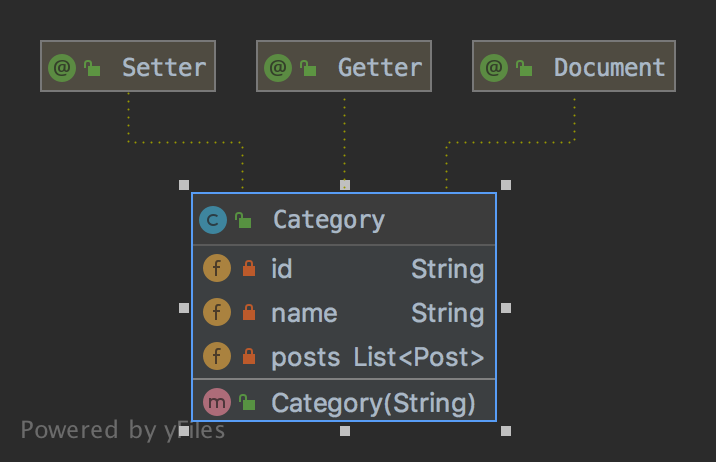 @ Setter
@ Getter
@ Document
C Category
f id String
f name String
f posts List<Post>
m Category(String)
Powered by yFiles